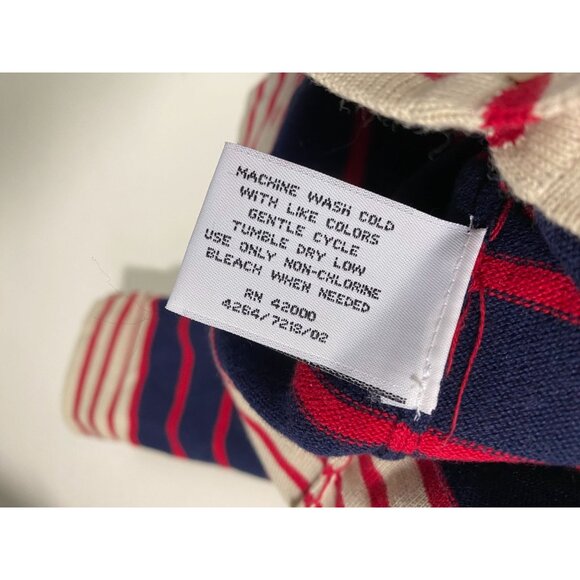 MACHINE WASH COLD
WITH LIKE COLORS
GENTLE CYCLE
TUMBLE DRY LOW
USE ONLY NON-CHLORINE
BLEACH WHEN NEEDED
RN 42000
4264/7218/02